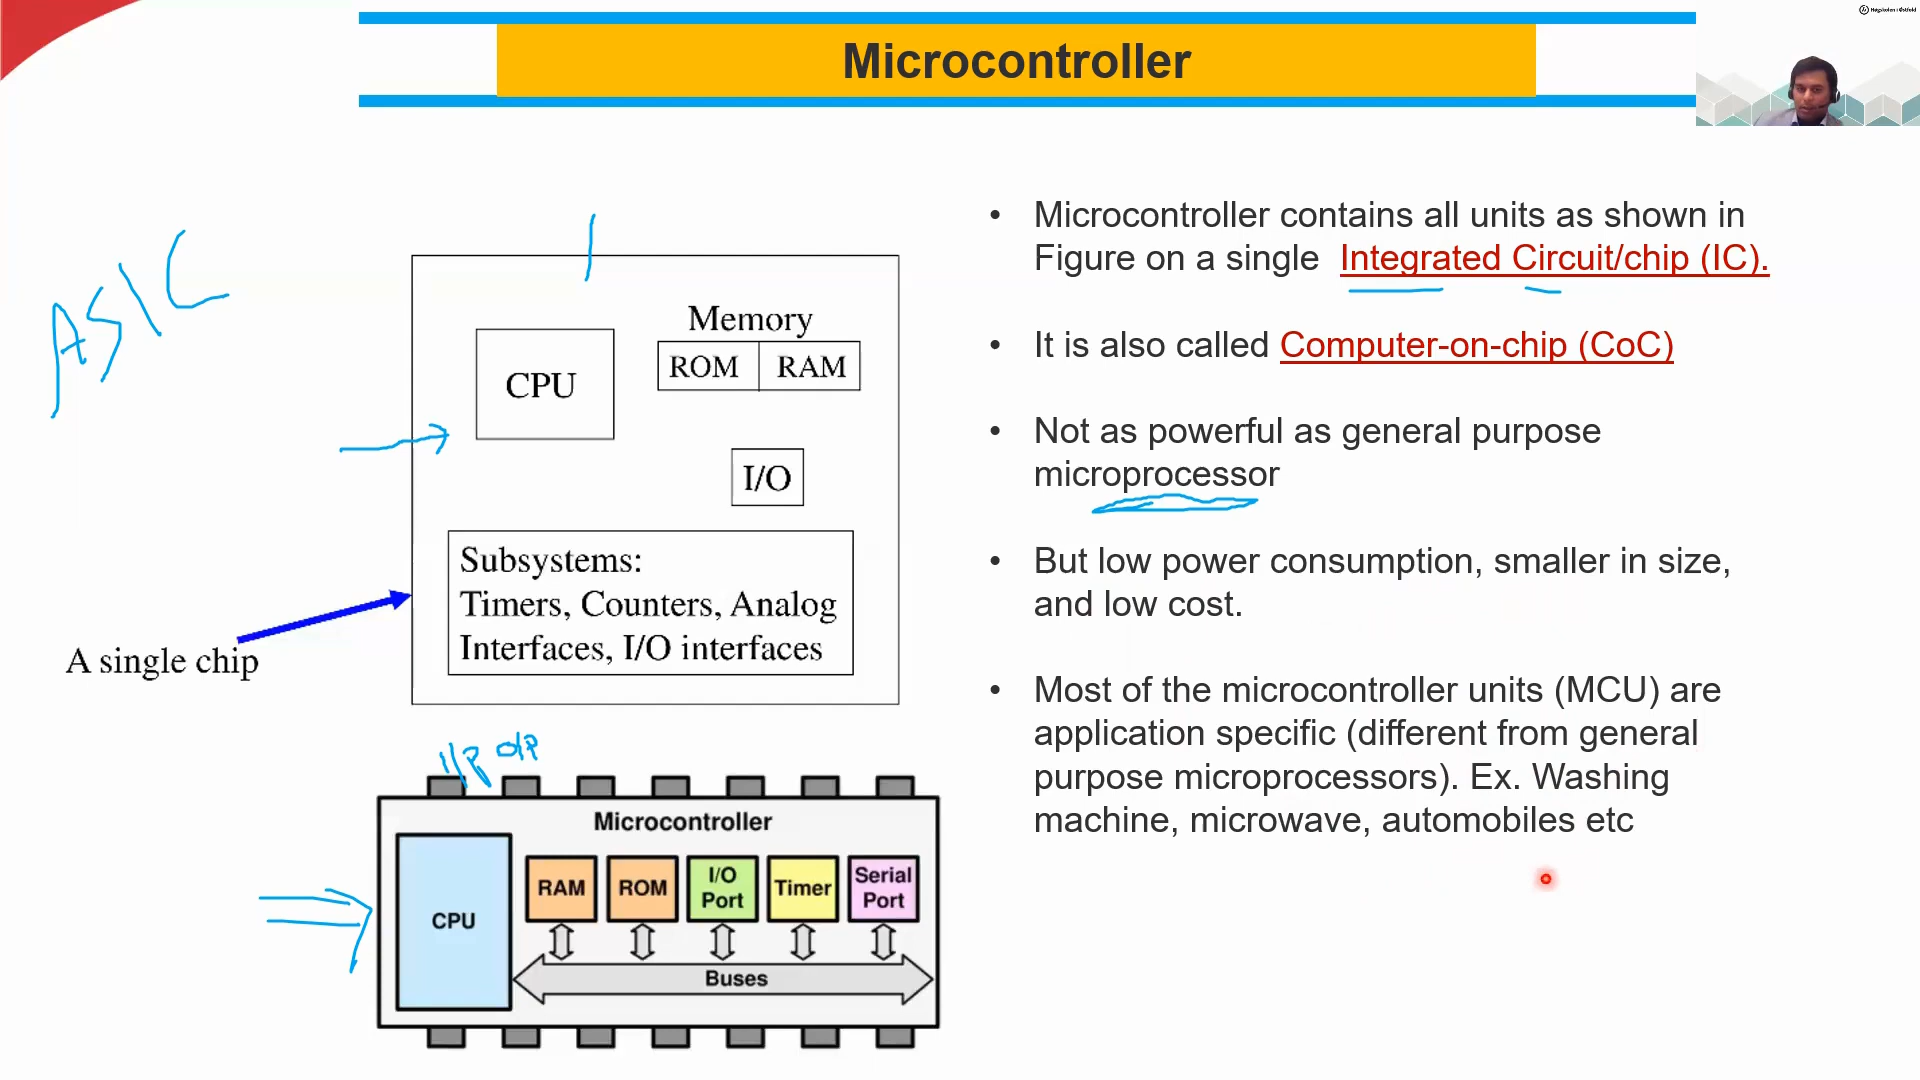 Høgskolen i Østfold
Microcontroller
ASIC
Memory
CPU
ROM RAM
I/O
Subsystems:
Timers, Counters, Analog
Interfaces, I/O interfaces
A single chip
I/P O/P
Microcontroller
CPU
RAM
ROM
I/O
Port
Timer
Serial
Port
Buses
• Microcontroller contains all units as shown in
Figure on a single Integrated Circuit/chip (IC).
• It is also called Computer-on-chip (CoC)
• Not as powerful as general purpose
microprocessor
• But low power consumption, smaller in size,
and low cost.
• Most of the microcontroller units (MCU) are
application specific (different from general
purpose microprocessors). Ex. Washing
machine, microwave, automobiles etc